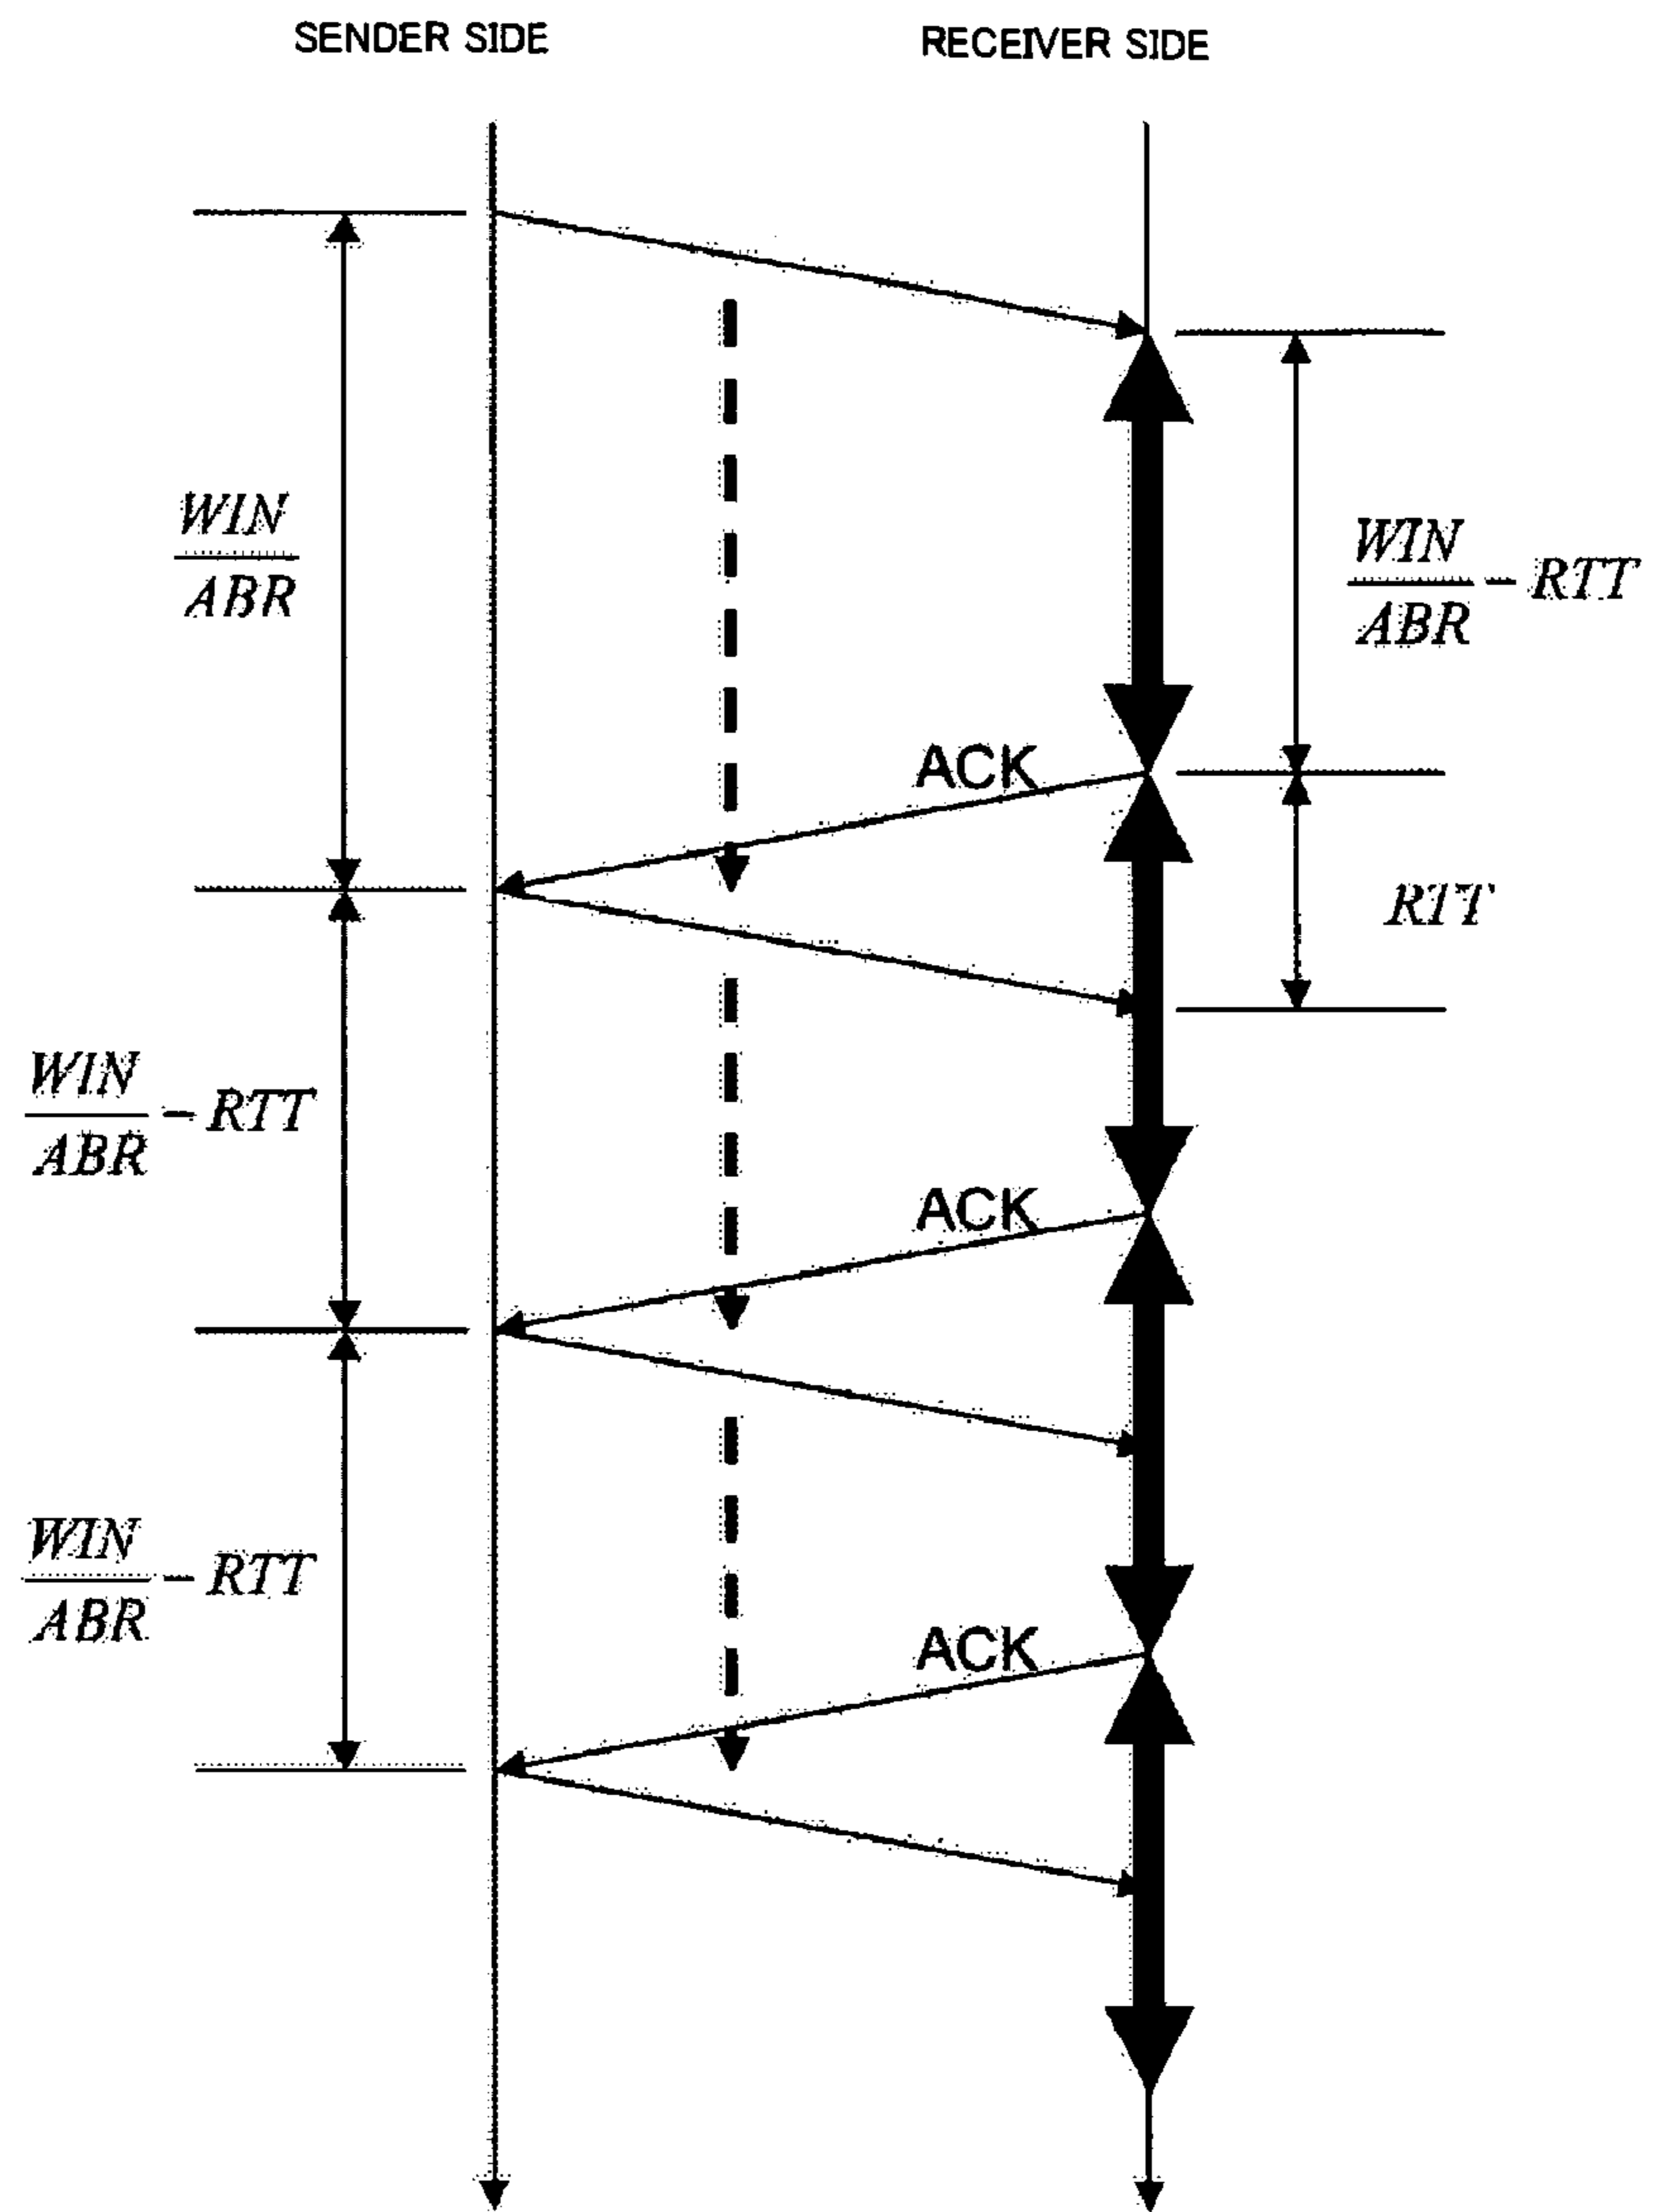 SENDER SIDE
RECEIVER SIDE
WIN
ABR
WIN
ABR
- RTT
ACK
RTT
WIN
ABR
- RTT
ACK
WIN
ABR
- RTT
ACK